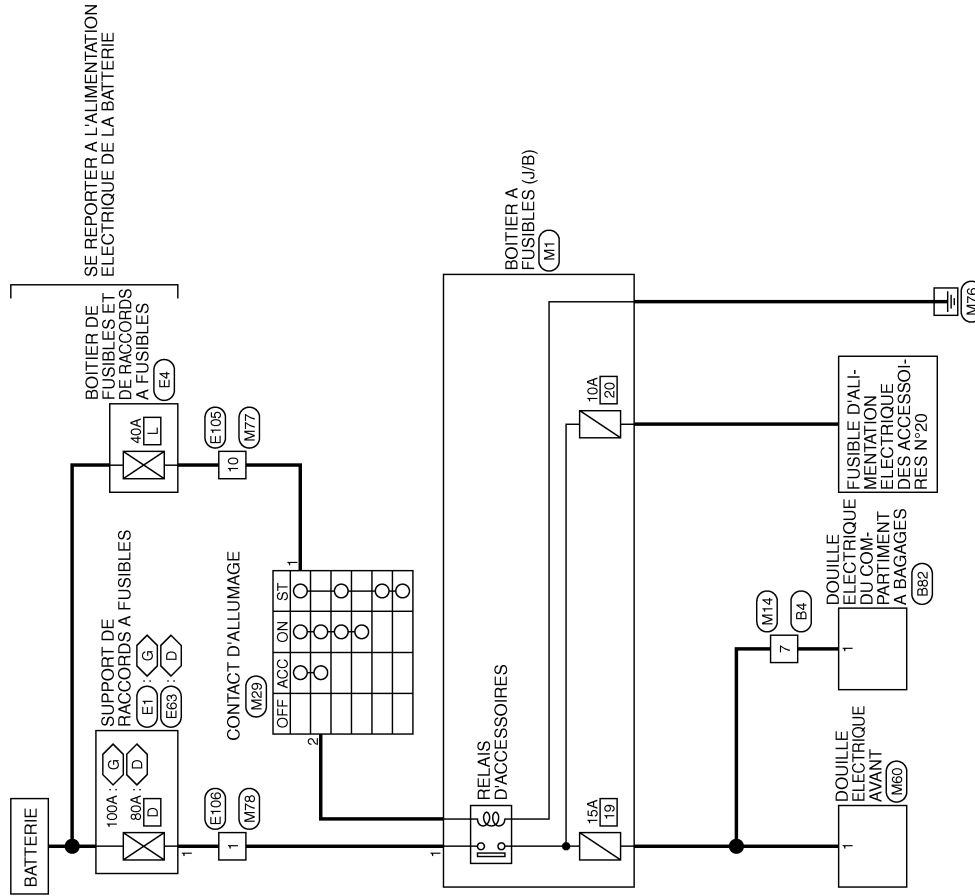 BATTERIE
SUPPORT DE
RACCORDS A FUSIBLES
E1 : G
E63 : D
100A : G
80A : D
D
1
BOITIER DE
FUSIBLES ET
DE RACCORDS
A FUSIBLES
E4
40A
L
SE REPORTER A L'ALIMENTATION
ELECTRIQUE DE LA BATTERIE
E106
1
M78
E105
10
M77
CONTACT D'ALLUMAGE
M29
OFF ACC ON ST
1
2
1
RELAIS
D'ACCESSOIRES
BOITIER A
FUSIBLES (J/B)
M1
15A
19
10A
20
M14
7
B4
DOUILLE
ELECTRIQUE
AVANT
M60
1
DOUILLE
ELECTRIQUE
DU COM-
PARTIMENT
A BAGAGES
B82
1
FUSIBLE D'ALI-
MENTATION
ELECTRIQUE
DES ACCESSOI-
RES N°20
M76